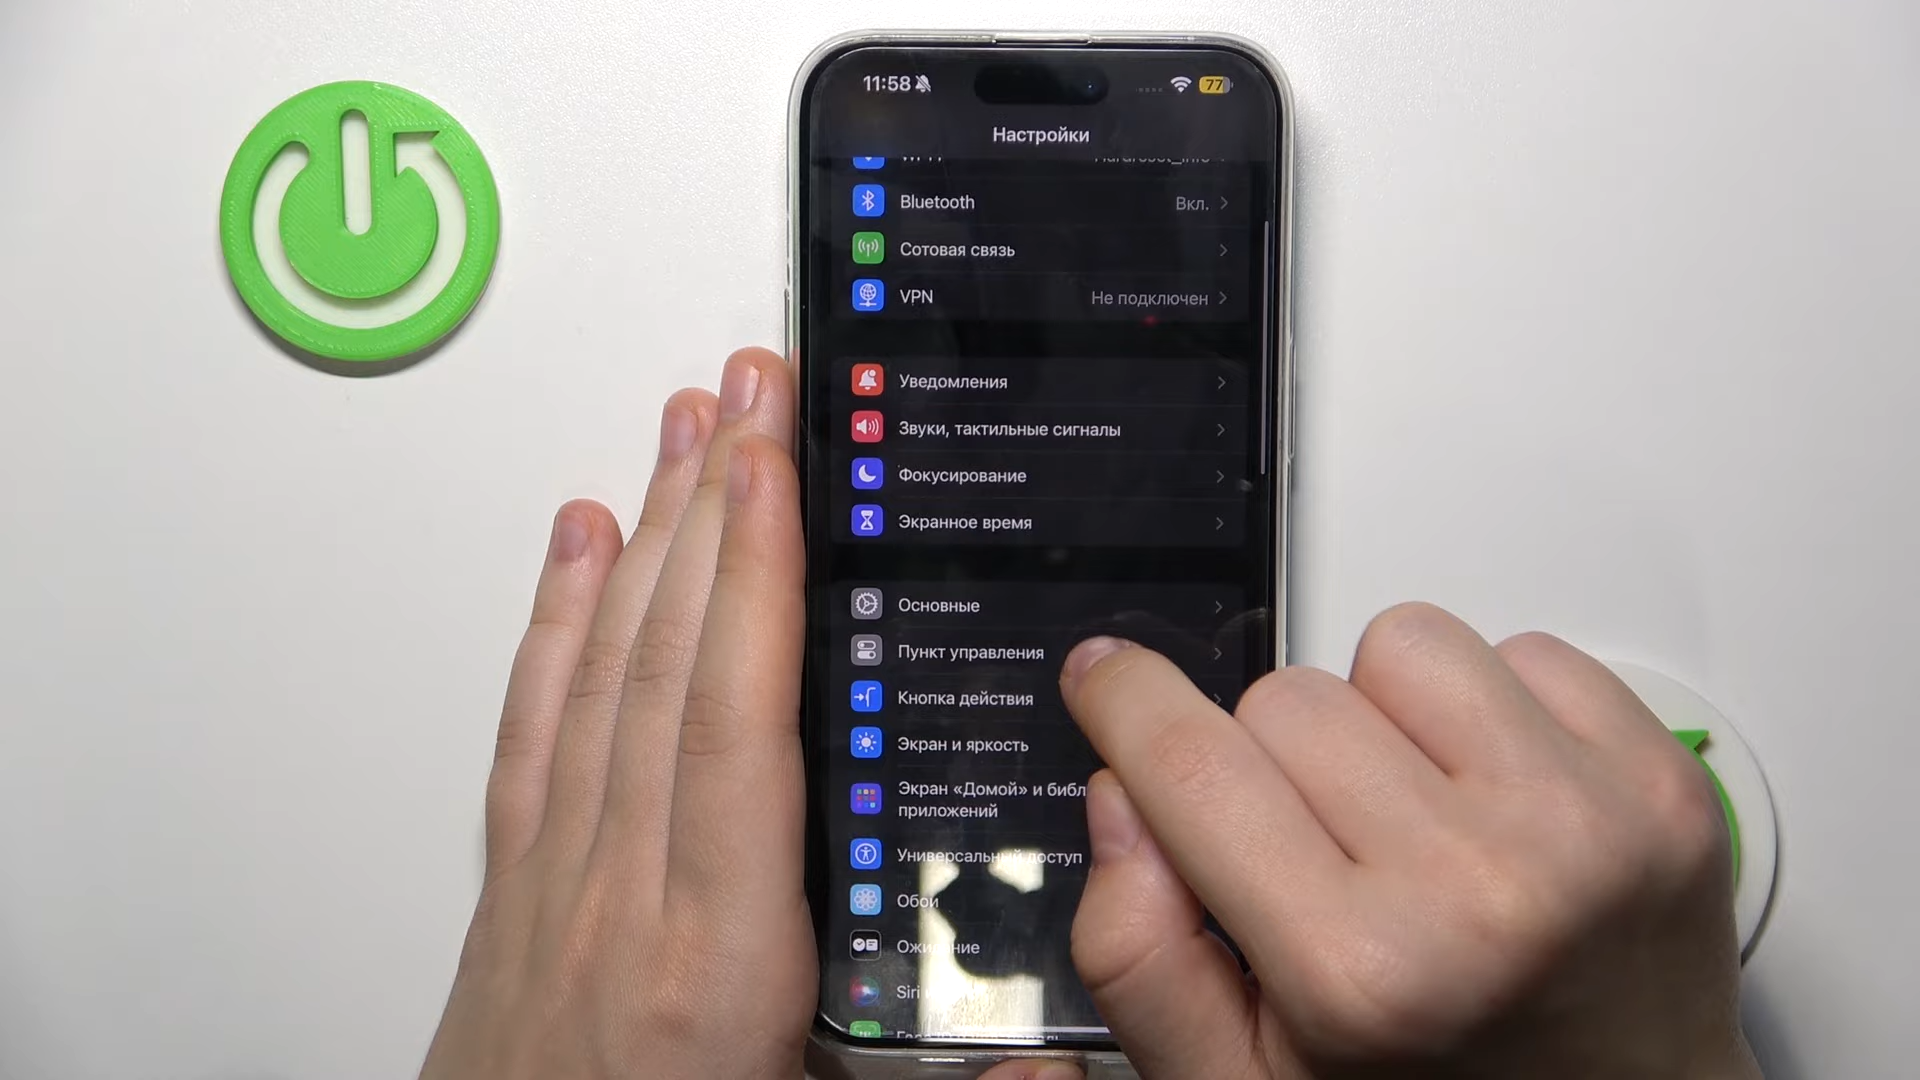 11:58
77
Настройки
Bluetooth
Вкл.
Сотовая связь
VPN
Не подключен
Уведомления
Звуки, тактильные сигналы
Фокусирование
Экранное время
Основные
Пункт управления
Кнопка действия
Экран и яркость
Экран «Домой» и
приложений
Универсальный доступ
Обои
Ожидание
Siri